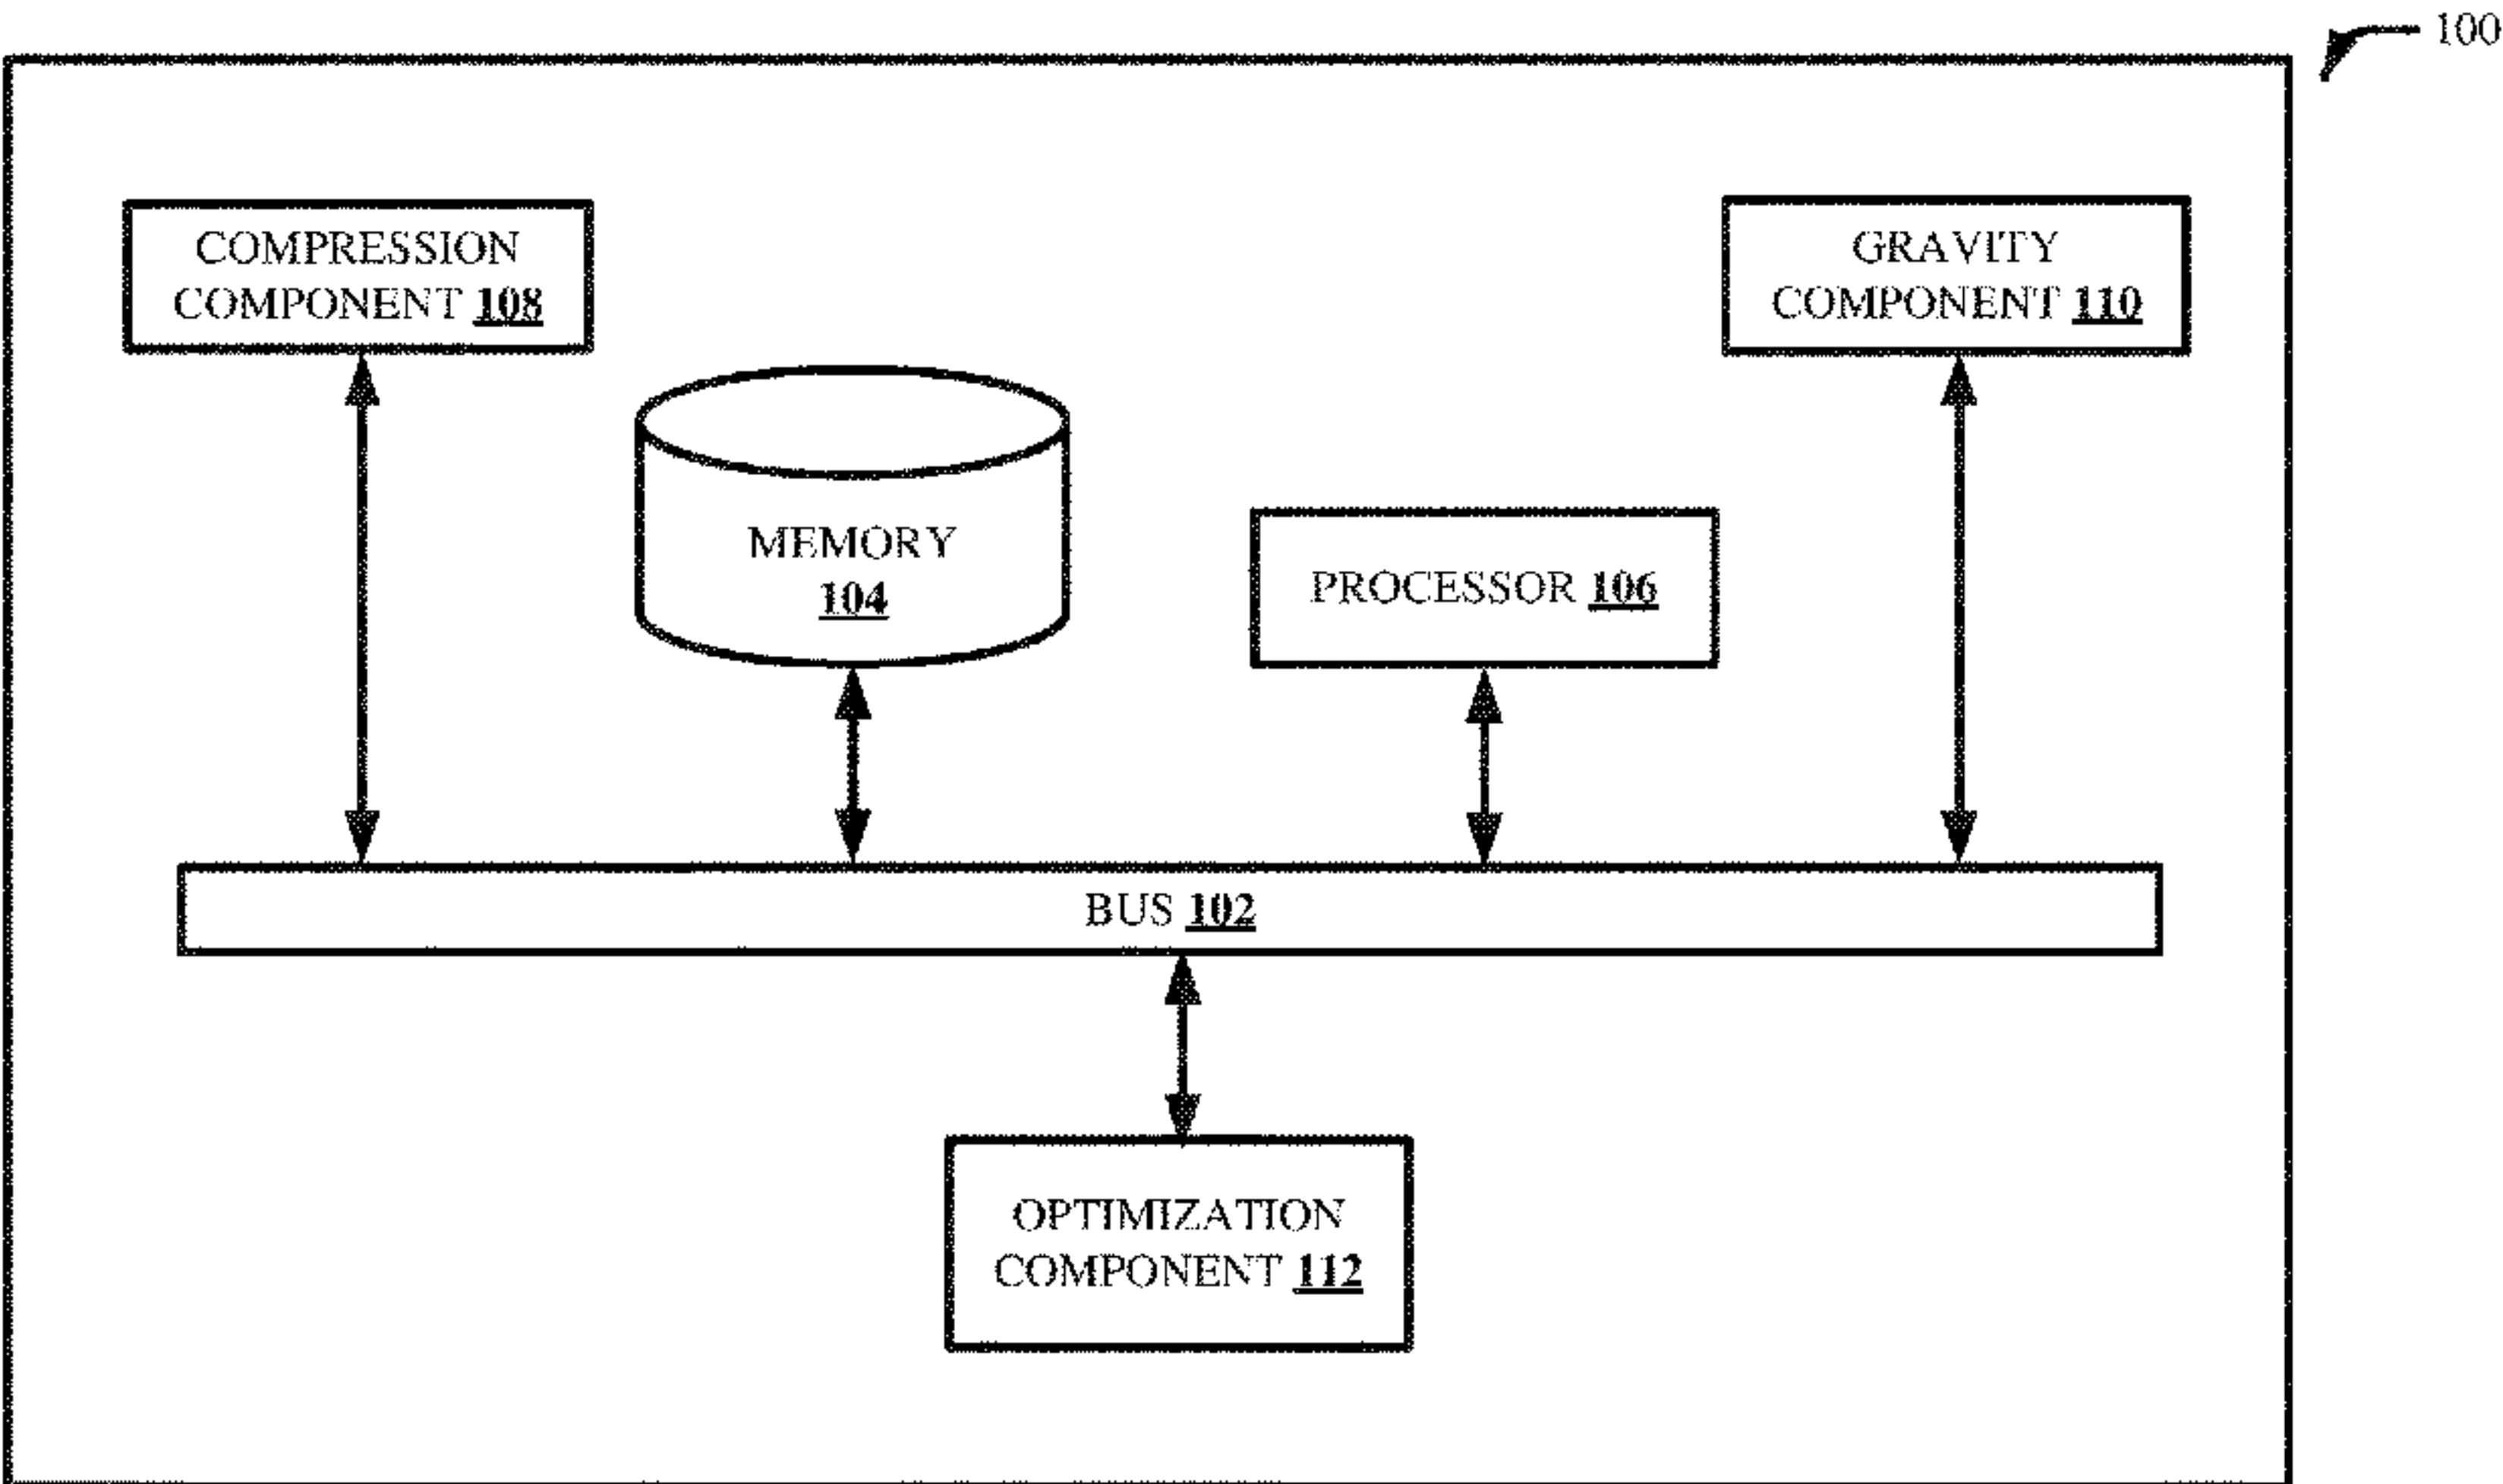 100
COMPRESSION
COMPONENT 108
GRAVITY
COMPONENT 110
MEMORY
104
PROCESSOR 106
BUS 102
OPTIMIZATION
COMPONENT 112